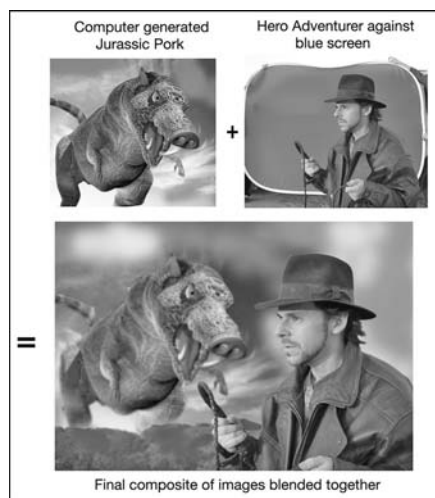 Computer generated
Jurassic Pork
Hero Adventurer against
blue screen
+
=
Final composite of images blended together